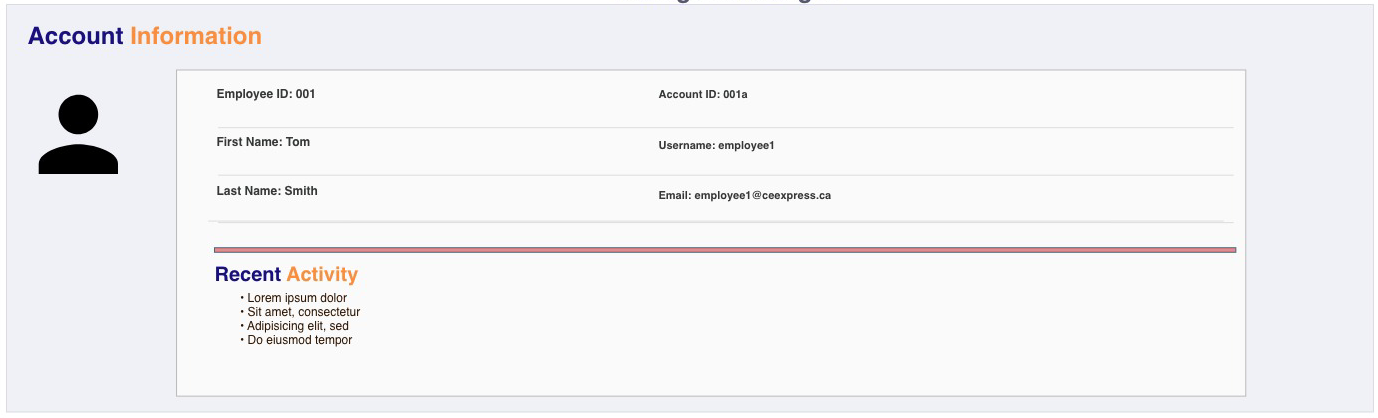 Account Information
Employee ID: 001
Account ID: 001a
First Name: Tom
Username: employee1
Last Name: Smith
Email: employee1@ceexpress.ca
Recent Activity
• Lorem ipsum dolor
• Sit amet, consectetur
• Adipisicing elit, sed
• Do eiusmod tempor